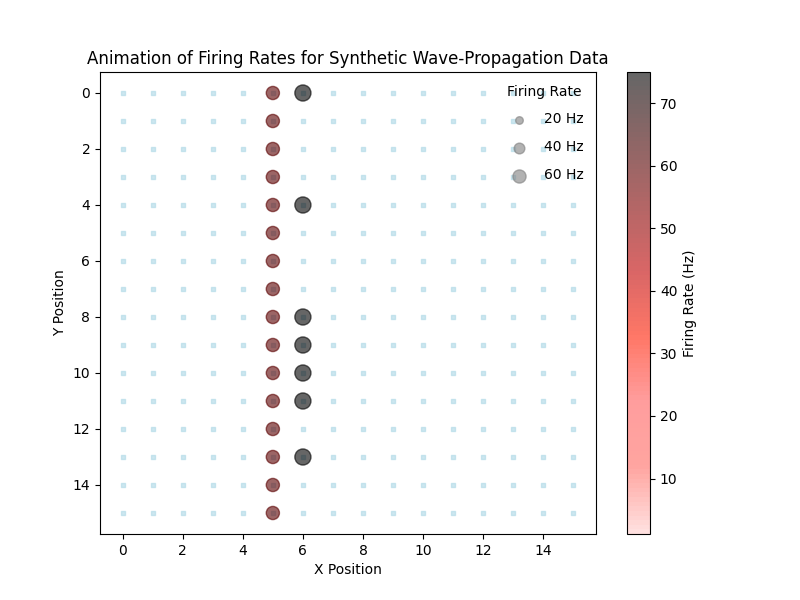 Animation of Firing Rates for Synthetic Wave-Propagation Data
Firing Rate
20 Hz
40 Hz
60 Hz
Y Position
0
2
4
6
8
10
12
14
0 2 4 6 8 10 12 14
X Position
70
60
50
40
30
20
10
Firing Rate (Hz)